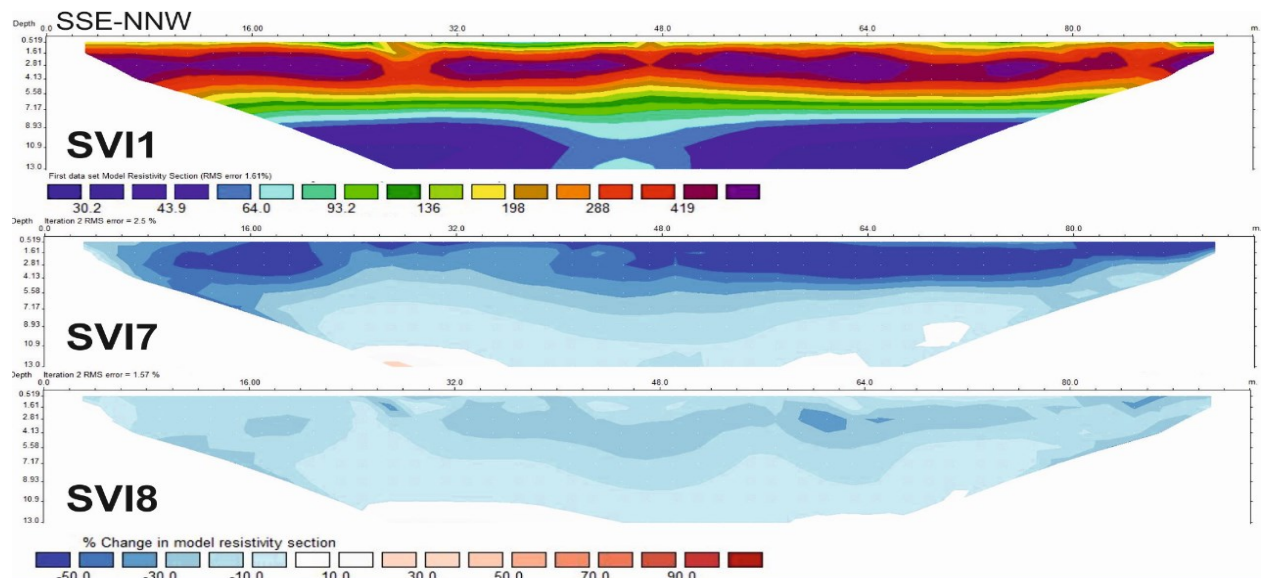 SSE-NNW
Depth
0.0 16.00 32.0 48.0 64.0 80.0 m.
0.519
1.61
2.81
4.13
5.58
7.17
8.93
10.9
13.0
SVI1
First data set Model Resistivity Section (RMS error 1.61%)
30.2 43.9 64.0 93.2 136 198 288 419
Depth Iteration 2 RMS error = 2.5 %
0.0 16.00 32.0 48.0 64.0 80.0 m.
0.519
1.61
2.81
4.13
5.58
7.17
8.93
10.9
13.0
SVI7
Depth Iteration 2 RMS error = 1.57 %
0.0 16.00 32.0 48.0 64.0 80.0 m.
0.519
1.61
2.81
4.13
5.58
7.17
8.93
10.9
13.0
SVI8
% Change in model resistivity section
-50.0 -30.0 -10.0 10.0 30.0 50.0 70.0 90.0